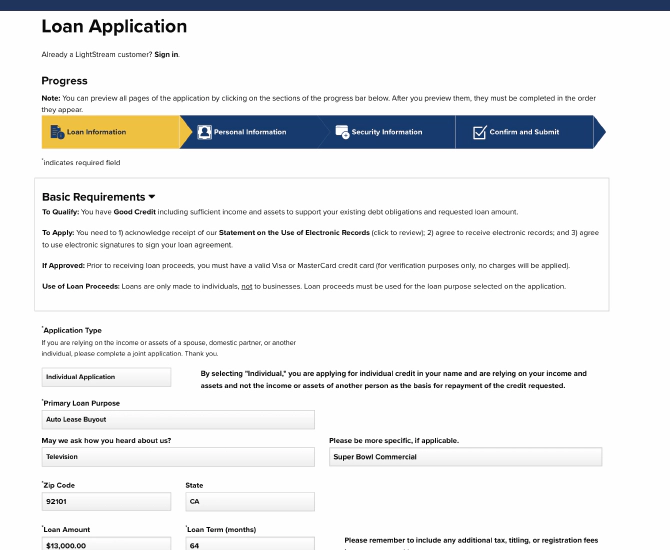 Loan Application
Already a LightStream customer? Sign in.
Progress
Note: You can preview all pages of the application by clicking on the sections of the progress bar below. After you preview them, they must be completed in the order
they appear.
Loan Information Personal Information Security Information Confirm and Submit
*indicates required field
Basic Requirements
To Qualify: You have Good Credit including sufficient income and assets to support your existing debt obligations and requested loan amount.
To Apply: You need to 1) acknowledge receipt of our Statement on the Use of Electronic Records (click to review); 2) agree to receive electronic records; and 3) agree
to use electronic signatures to sign your loan agreement.
If Approved: Prior to receiving loan proceeds, you must have a valid Visa or MasterCard credit card (for verification purposes only, no charges will be applied).
Use of Loan Proceeds: Loans are only made to individuals, not to businesses. Loan proceeds must be used for the loan purpose selected on the application.
*Application Type
If you are relying on the income or assets of a spouse, domestic partner, or another
individual, please complete a joint application. Thank you.
Individual Application
By selecting "Individual," you are applying for individual credit in your name and are relying on your income and
assets and not the income or assets of another person as the basis for repayment of the credit requested.
*Primary Loan Purpose
Auto Lease Buyout
May we ask how you heard about us? Please be more specific, if applicable.
Television Super Bowl Commercial
*Zip Code State
92101 CA
*Loan Amount *Loan Term (months)
$13,000.00 64
Please remember to include any additional tax, titling, or registration fees